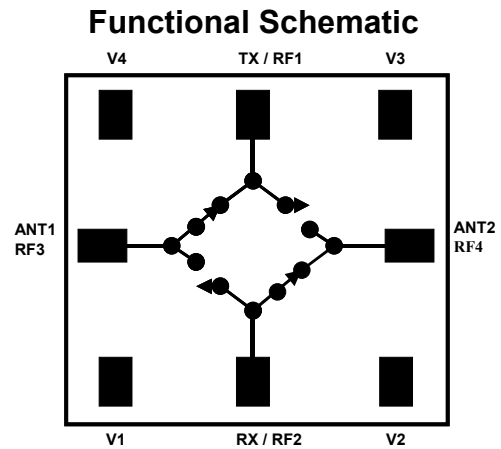 Functional Schematic
V4 TX / RF1 V3
ANT1
RF3
ANT2
RF4
V1 RX / RF2 V2